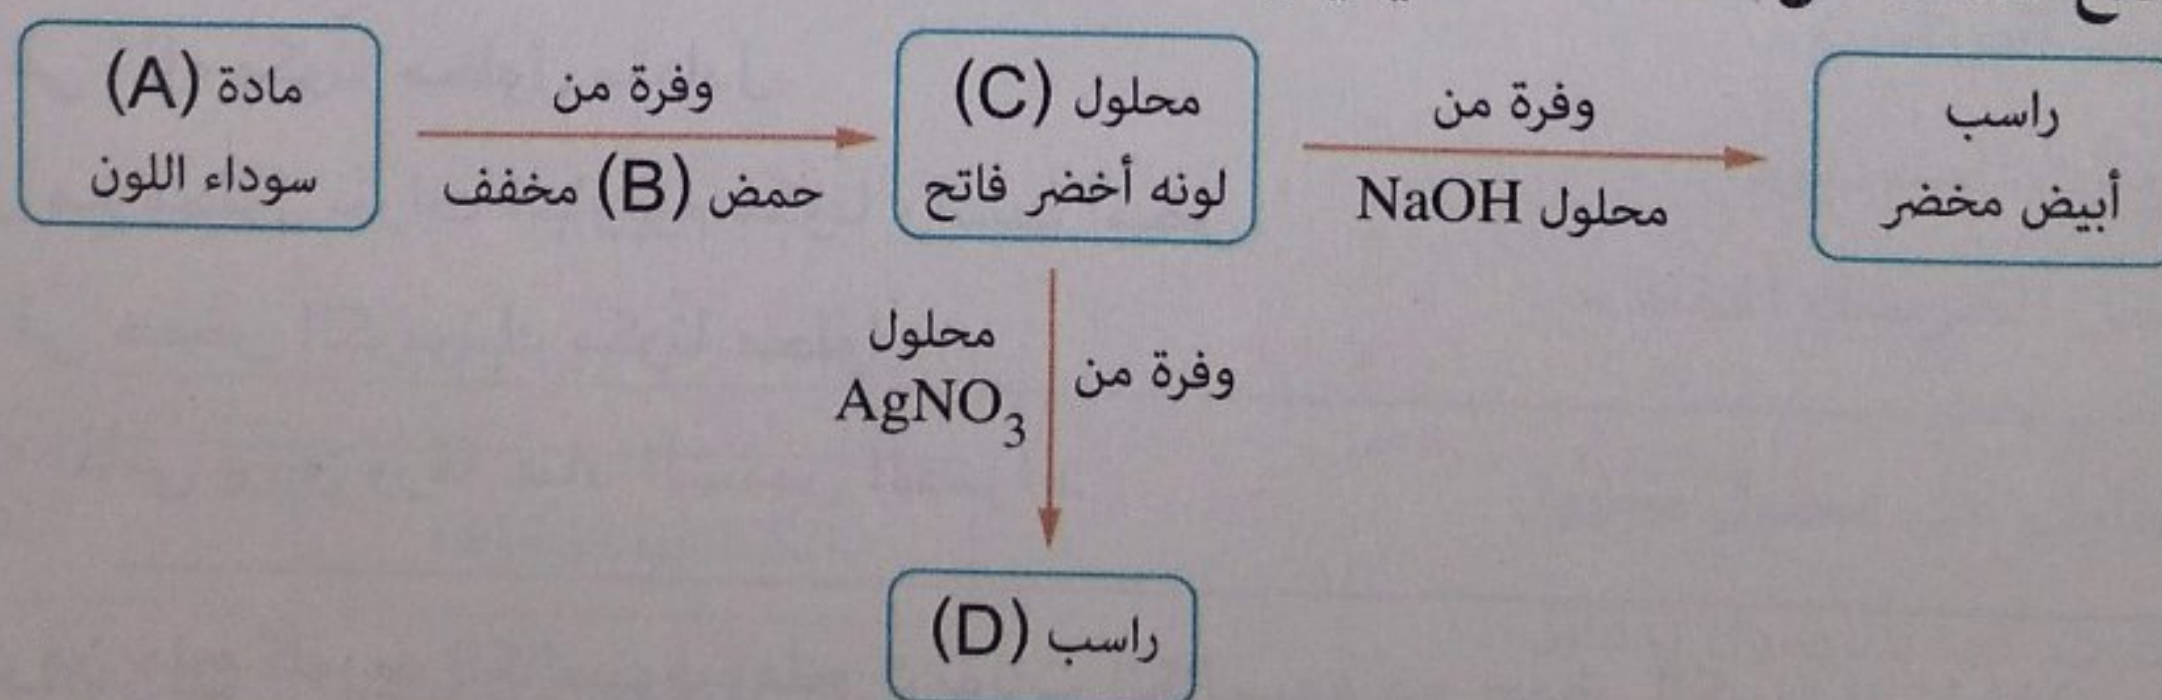 مادة (A)
سوداء اللون
وفرة من
حمض (B) مخفف
محلول (C)
لونه أخضر فاتح
وفرة من
محلول NaOH
راسب
أبيض مخضر
محلول
AgNO₃
وفرة من
راسب (D)